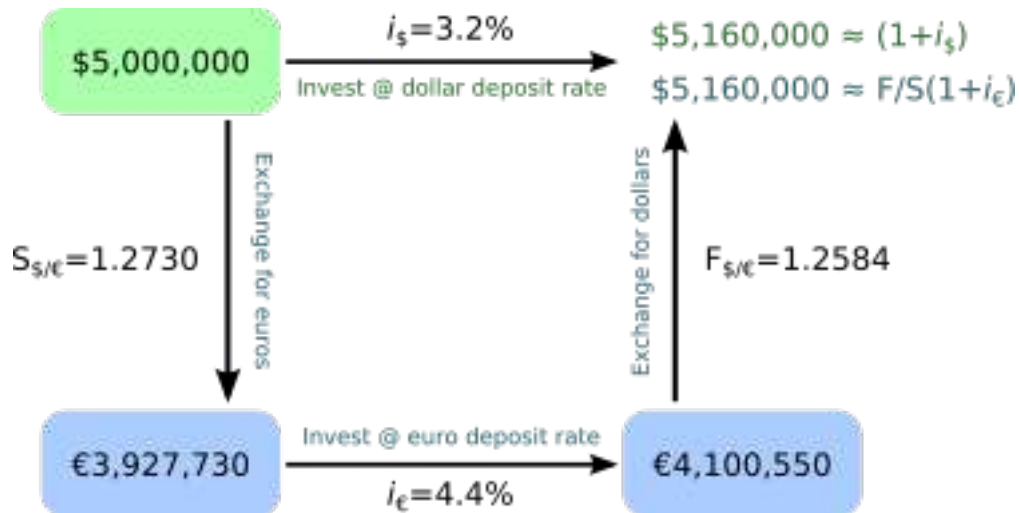 $5,000,000
i$=3.2%
Invest @ dollar deposit rate
$5,160,000 ≈ (1+i$)
$5,160,000 ≈ F/S(1+i€)
S$/€=1.2730
Exchange for euros
Exchange for dollars
F$/€=1.2584
€3,927,730
Invest @ euro deposit rate
i€=4.4%
€4,100,550